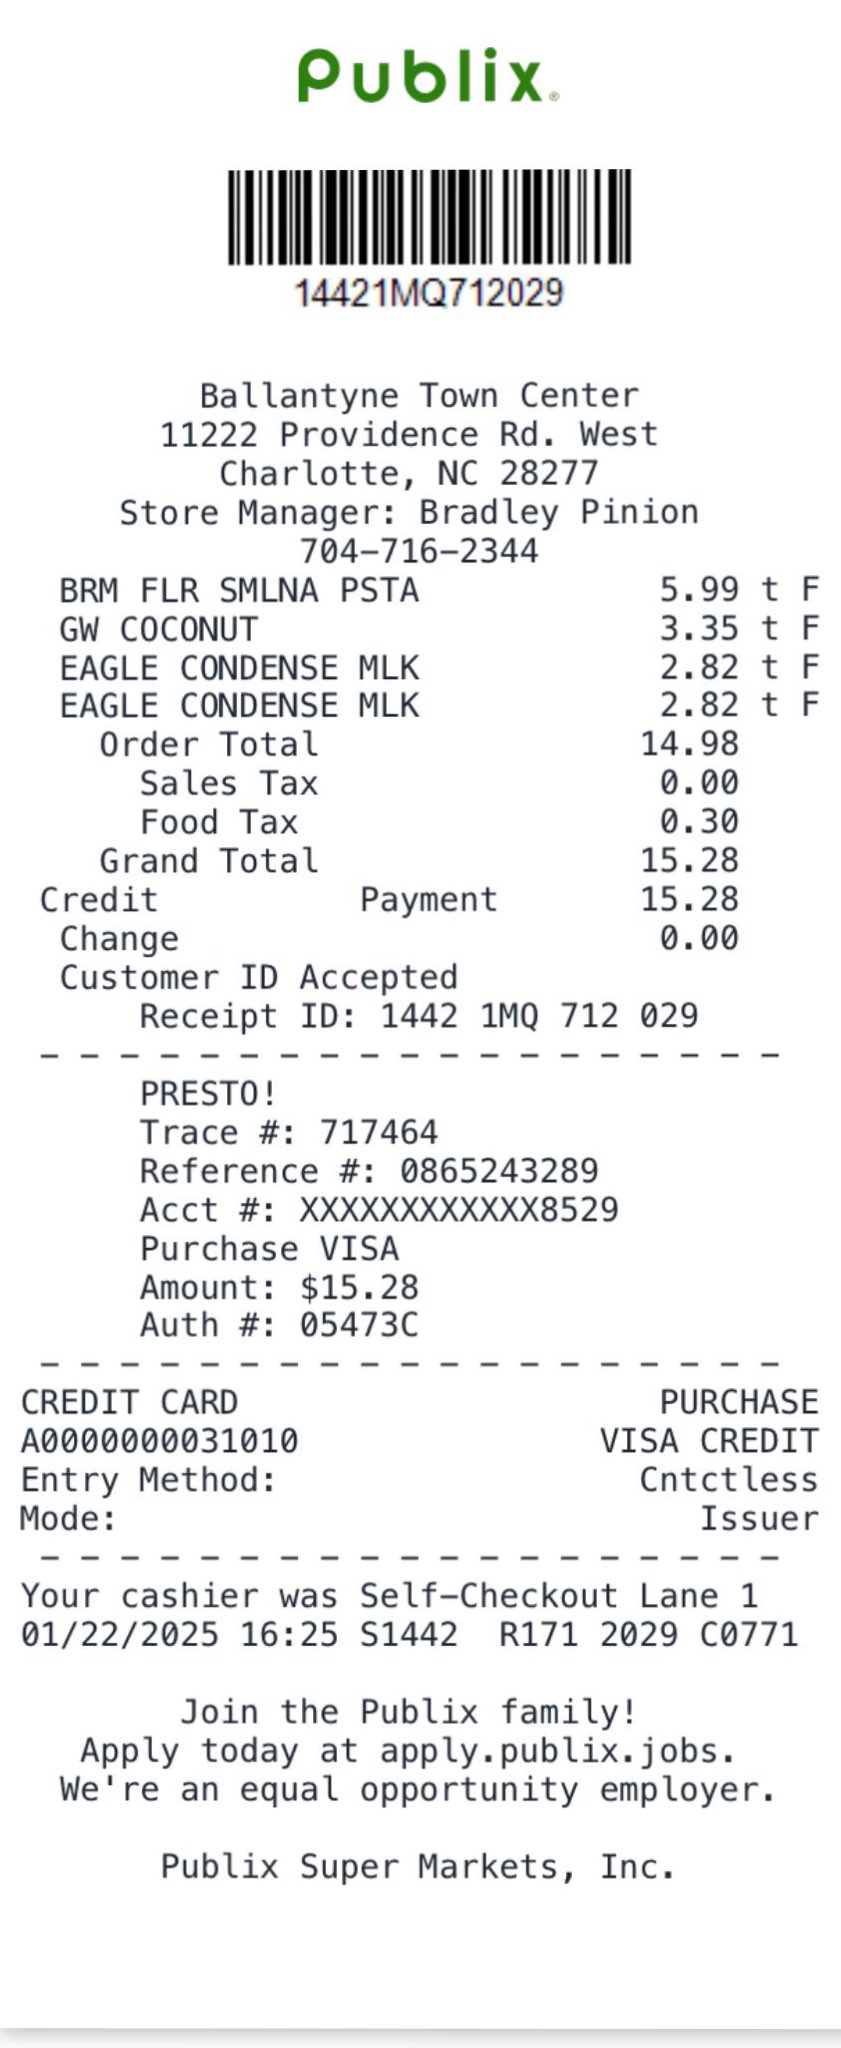 Publix®
14421MQ712029
Ballantyne Town Center
11222 Providence Rd. West
Charlotte, NC 28277
Store Manager: Bradley Pinion
704-716-2344
BRM FLR SMLNA PSTA 5.99 t F
GW COCONUT 3.35 t F
EAGLE CONDENSE MLK 2.82 t F
EAGLE CONDENSE MLK 2.82 t F
Order Total 14.98
Sales Tax 0.00
Food Tax 0.30
Grand Total 15.28
Credit Payment 15.28
Change 0.00
Customer ID Accepted
Receipt ID: 1442 1MQ 712 029
- - - - - - - - - - - - - - - - - - -
PRESTO!
Trace #: 717464
Reference #: 0865243289
Acct #: XXXXXXXXXXXX8529
Purchase VISA
Amount: $15.28
Auth #: 05473C
- - - - - - - - - - - - - - - - - - -
CREDIT CARD PURCHASE
A0000000031010 VISA CREDIT
Entry Method: Cntctless
Mode: Issuer
- - - - - - - - - - - - - - - - - - -
Your cashier was Self-Checkout Lane 1
01/22/2025 16:25 S1442 R171 2029 C0771
Join the Publix family!
Apply today at apply.publix.jobs.
We're an equal opportunity employer.
Publix Super Markets, Inc.